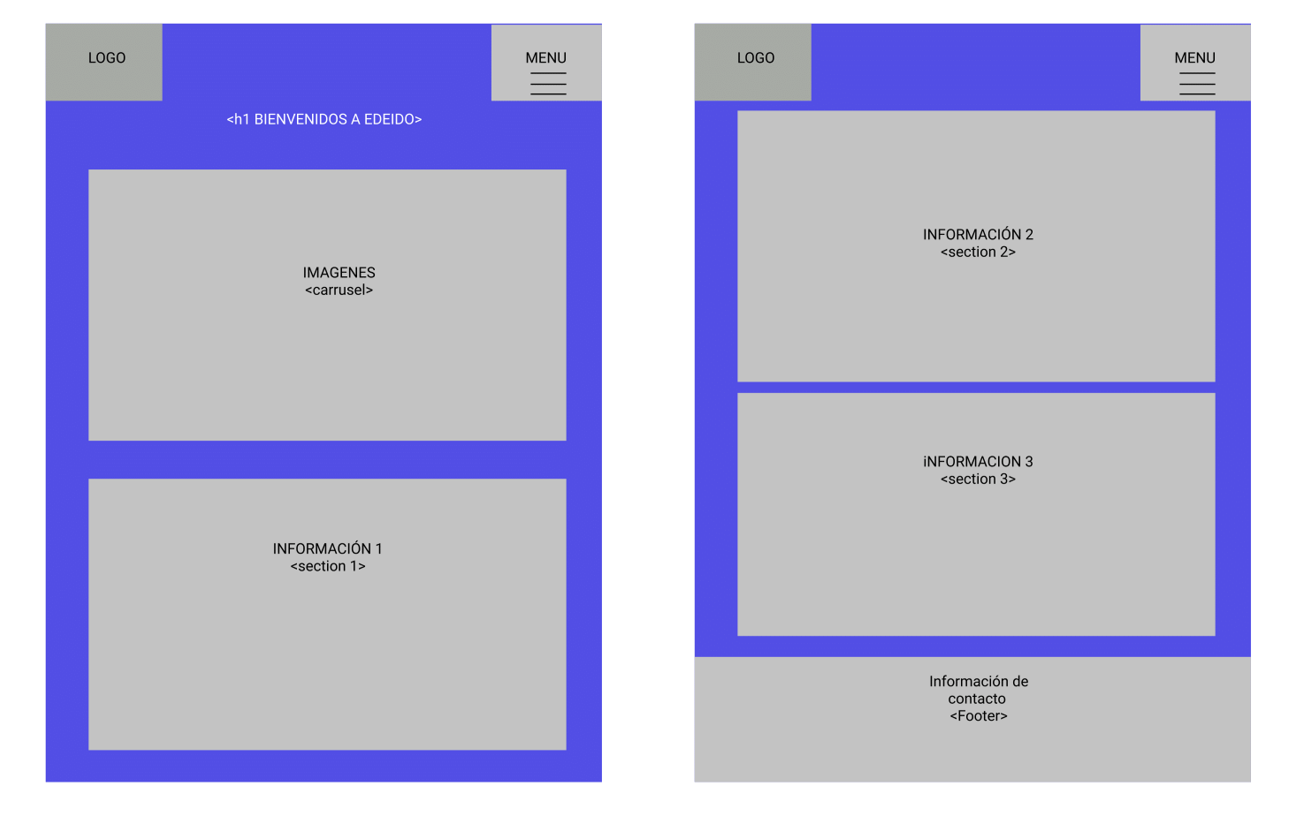 LOGO
MENU
<h1 BIENVENIDOS A EDEIDO>
IMAGENES
<carrusel>
INFORMACIÓN 1
<section 1>
LOGO
MENU
INFORMACIÓN 2
<section 2>
iNFORMACION 3
<section 3>
Información de
contacto
<Footer>